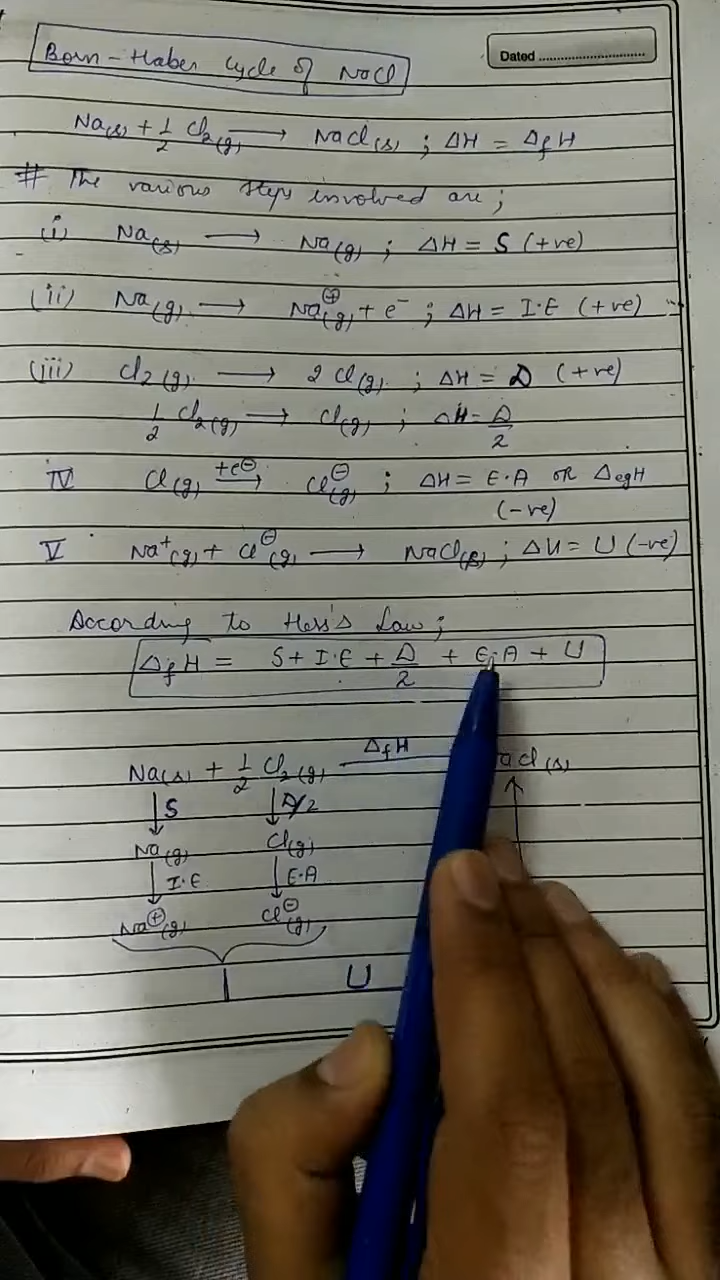 Born-Haber Cycle of NaCl
Dated
Na(s) + 1/2 Cl2(g) → NaCl(s) ; ΔH = ΔfH
# The various steps involved are ;
(i) Na(s) → Na(g) ; ΔH = S (+ve)
(ii) Na(g) → Na⊕(g) + e⁻ ; ΔH = I.E (+ve)
(iii) Cl2(g) → 2Cl(g) ; ΔH = D (+ve)
1/2 Cl2(g) → Cl(g) ; ΔH = D/2
IV Cl(g) +e⊖→ Cl⊖(g) ; ΔH = E.A OR ΔegH
(-ve)
V Na⁺(g) + Cl⊖(g) → NaCl(s) ; ΔH = U (-ve)
According to Hess's Law ;
ΔfH = S + I.E + D/2 + E.A + U
Na(s) + 1/2 Cl2(g) ΔfH aCl(s)
↓ S ↓ D/2 ↑
Na(g) Cl(g)
↓ I.E ↓ E.A
Na⊕(g) Cl⊖(g)
U